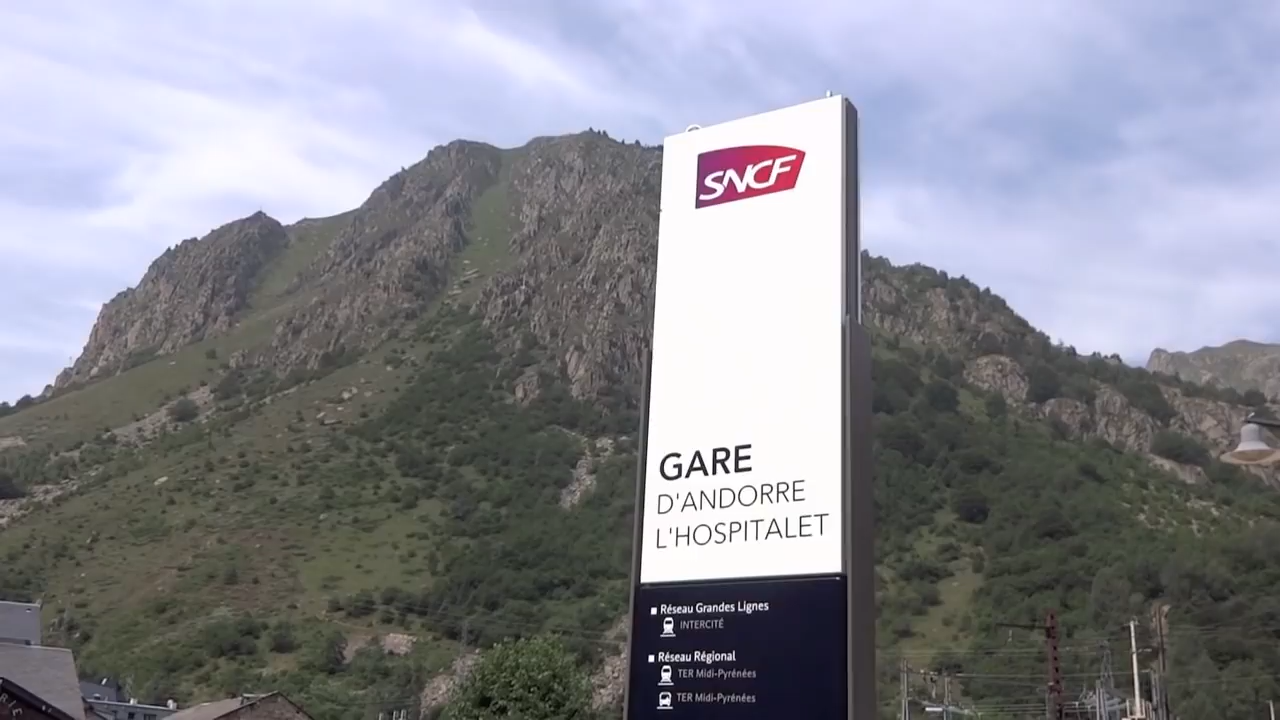 SNCF
GARE
D'ANDORRE
L'HOSPITALET
Réseau Grandes Lignes
INTERCITÉ
Réseau Régional
TER Midi-Pyrénées
TER Midi-Pyrénées